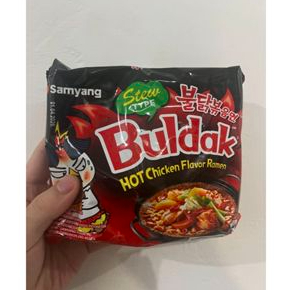 Samyang
Stew
TYPE
불닭볶음면
Buldak
HOT Chicken Flavor Ramen